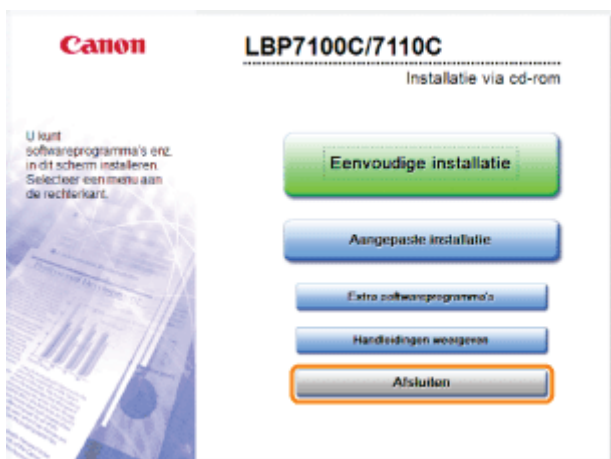 Canon
LBP7100C/7110C
Installatie via cd-rom
U kunt
softwareprogramma's enz.
in dit scherm installeren.
Selecteer een menu aan
de rechterkant.
Eenvoudige installatie
Aangepaste installatie
Extra softwareprogramma's
Handleidingen weergeven
Afsluiten